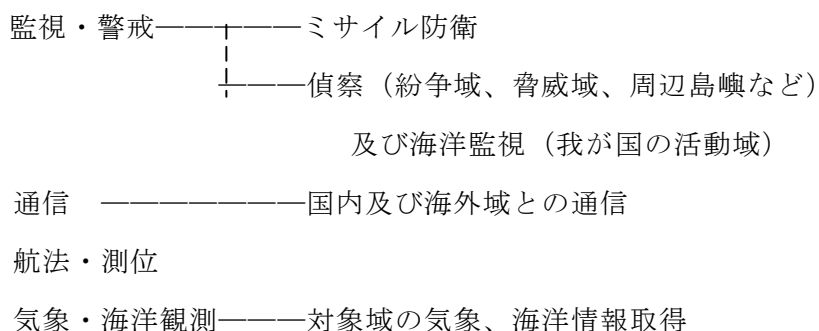 監視・警戒―――――――ミサイル防衛
―――偵察（紛争域、脅威域、周辺島嶼など）
及び海洋監視（我が国の活動域）
通信 ―――――――国内及び海外域との通信
航法・測位
気象・海洋観測―――対象域の気象、海洋情報取得